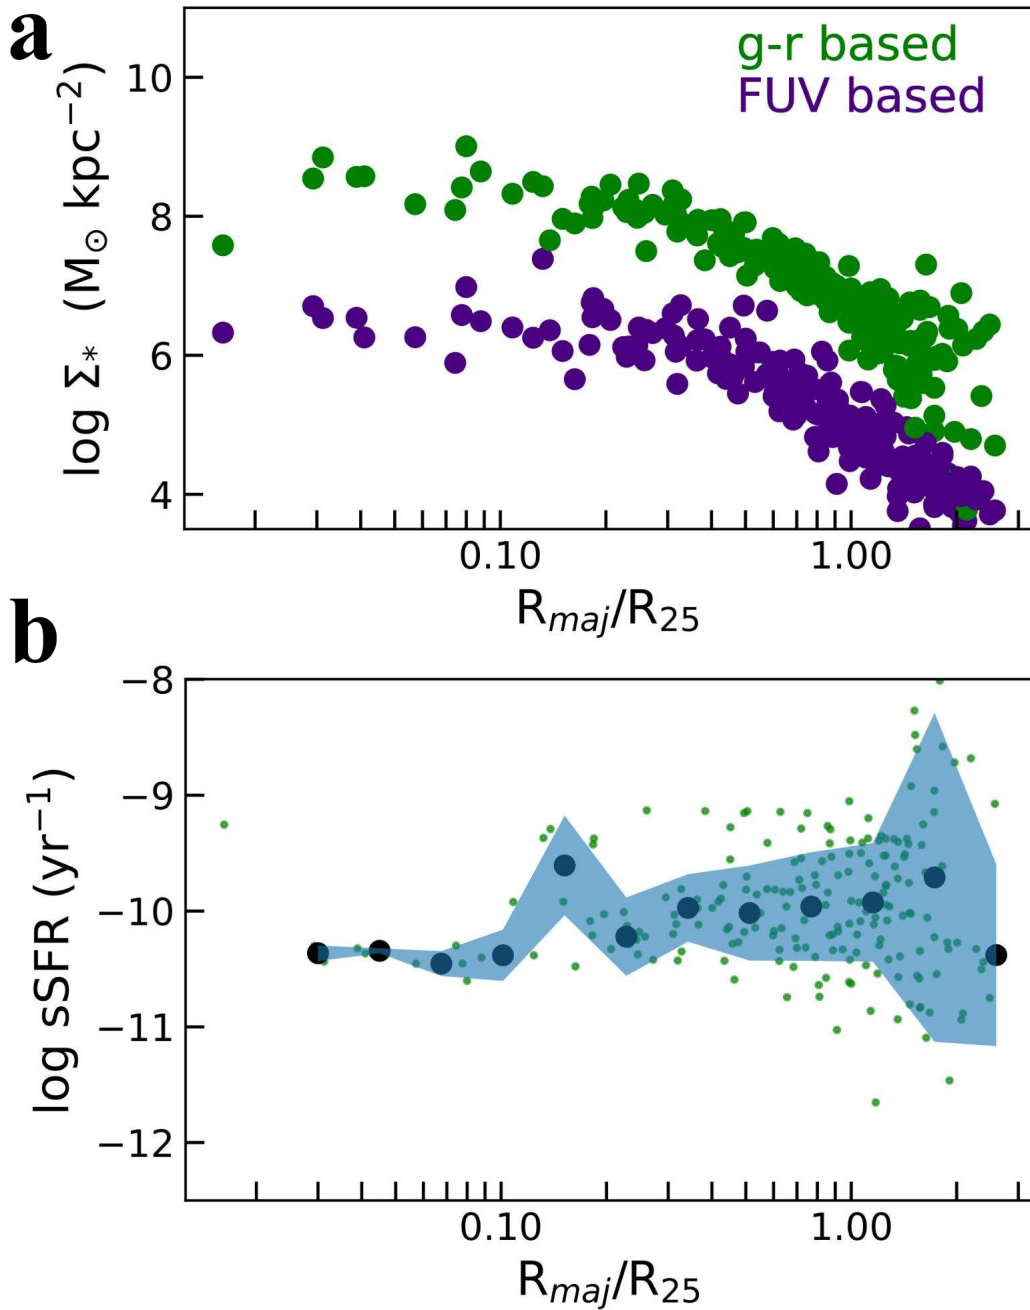 a
g-r based
FUV based
log Σ* (M⊙ kpc−2)
10
8
6
4
0.10 1.00
Rmaj/R25
b
log sSFR (yr−1)
−8
−9
−10
−11
−12
0.10 1.00
Rmaj/R25